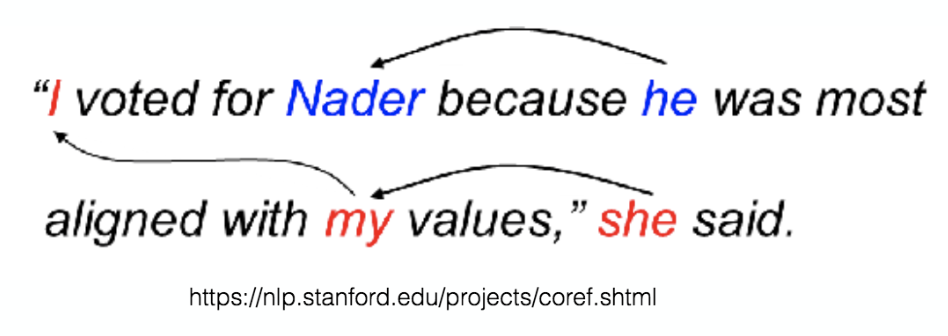 “I voted for Nader because he was most
aligned with my values,” she said.
https://nlp.stanford.edu/projects/coref.shtml